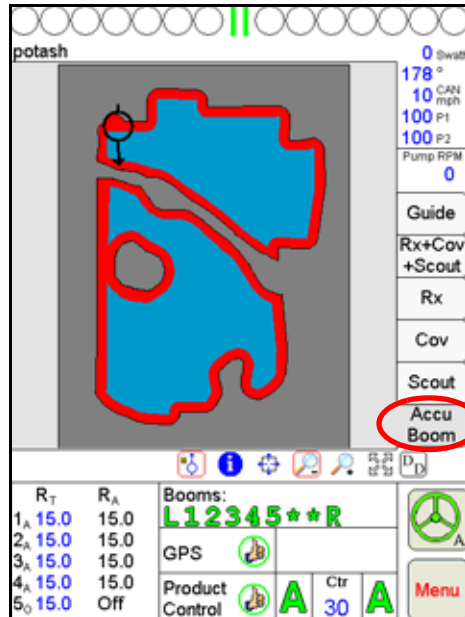 potash
0 Swath
178 °
10 CAN mph
100 P1
100 P2
Pump RPM
0
Guide
Rx+Cov
+Scout
Rx
Cov
Scout
Accu
Boom
i
DD
RT RA
1A 15.0 15.0
2A 15.0 15.0
3A 15.0 15.0
4A 15.0 15.0
5O 15.0 Off
Booms:
L12345**R
GPS
Product
Control
A
Ctr
30
A
A
Menu